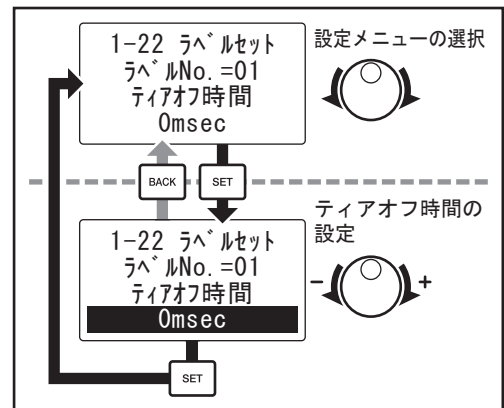 1-22 ﾗﾍﾞﾙｾｯﾄ
ﾗﾍﾞﾙNo.=01
ﾃｨｱｵﾌ時間
0msec
設定メニューの選択
BACK
SET
1-22 ﾗﾍﾞﾙｾｯﾄ
ﾗﾍﾞﾙNo.=01
ﾃｨｱｵﾌ時間
0msec
ティアオフ時間の
設定
- +
SET